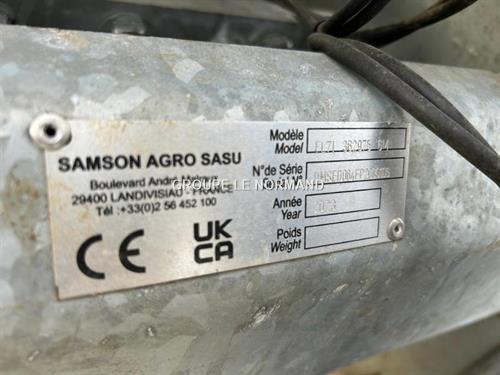 SAMSON AGRO SASU
Boulevard André
29400 LANDIVISIAU - FRANCE
Tél :+33(0)2 56 452 100
GROUPE LE NORMAND
CE
UK
CA
Modèle
Model
N°de Série
Année
Year
2023
Poids
Weight